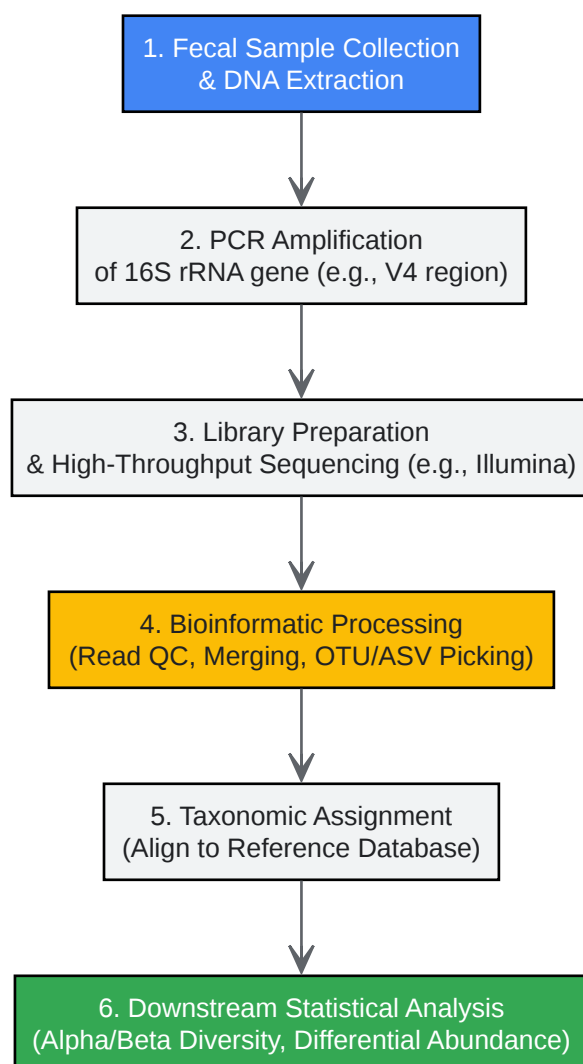 1. Fecal Sample Collection
& DNA Extraction
2. PCR Amplification
of 16S rRNA gene (e.g., V4 region)
3. Library Preparation
& High-Throughput Sequencing (e.g., Illumina)
4. Bioinformatic Processing
(Read QC, Merging, OTU/ASV Picking)
5. Taxonomic Assignment
(Align to Reference Database)
6. Downstream Statistical Analysis
(Alpha/Beta Diversity, Differential Abundance)